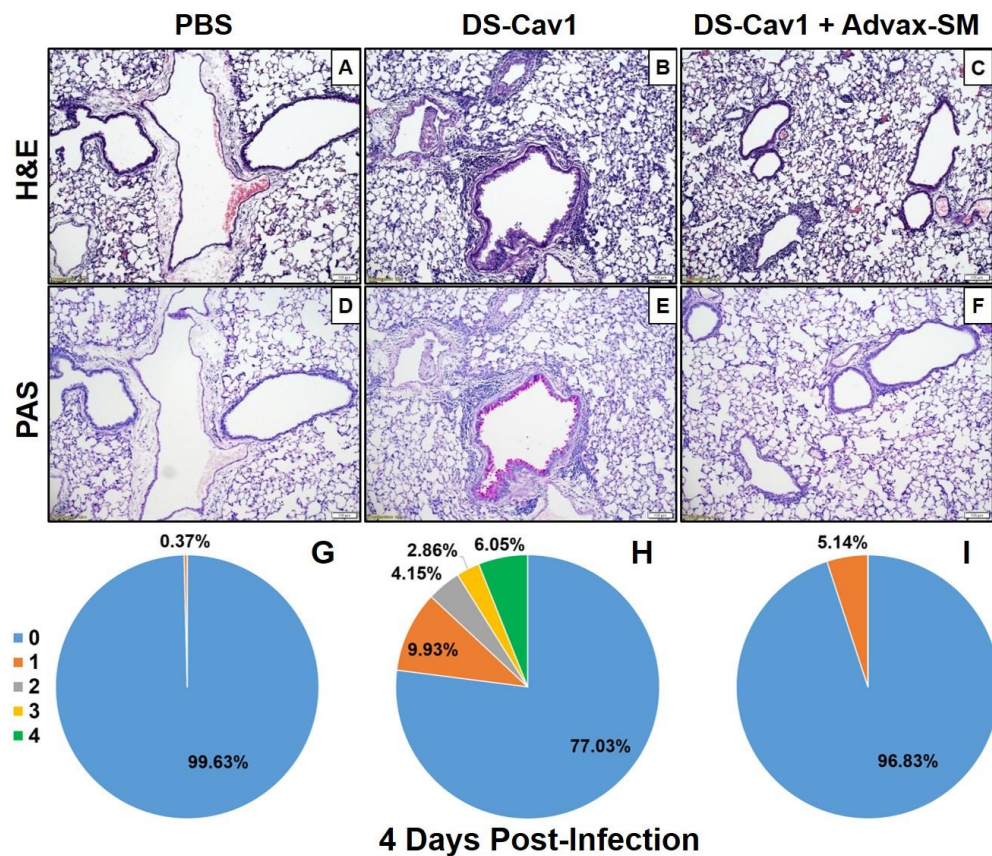 PBS
DS-Cav1
DS-Cav1 + Advax-SM
H&E
A
B
C
PAS
D
E
F
G
H
I
0.37%
99.63%
6.05%
2.86%
4.15%
9.93%
77.03%
5.14%
96.83%
0
1
2
3
4
4 Days Post-Infection